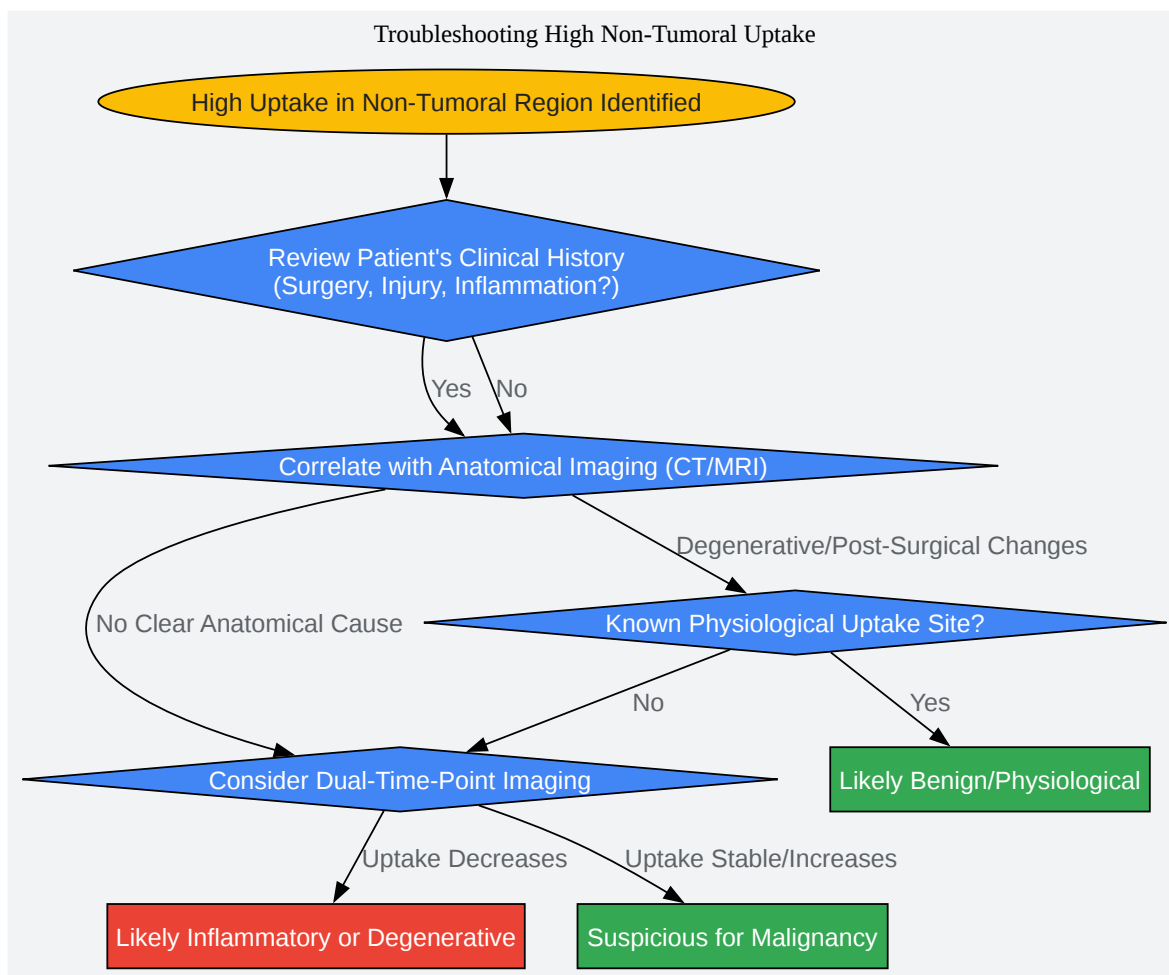 Troubleshooting High Non-Tumoral Uptake
High Uptake in Non-Tumoral Region Identified
Review Patient's Clinical History
(Surgery, Injury, Inflammation?)
Yes
No
Correlate with Anatomical Imaging (CT/MRI)
Degenerative/Post-Surgical Changes
No Clear Anatomical Cause
Known Physiological Uptake Site?
No
Yes
Consider Dual-Time-Point Imaging
Likely Benign/Physiological
Uptake Decreases
Uptake Stable/Increases
Likely Inflammatory or Degenerative
Suspicious for Malignancy